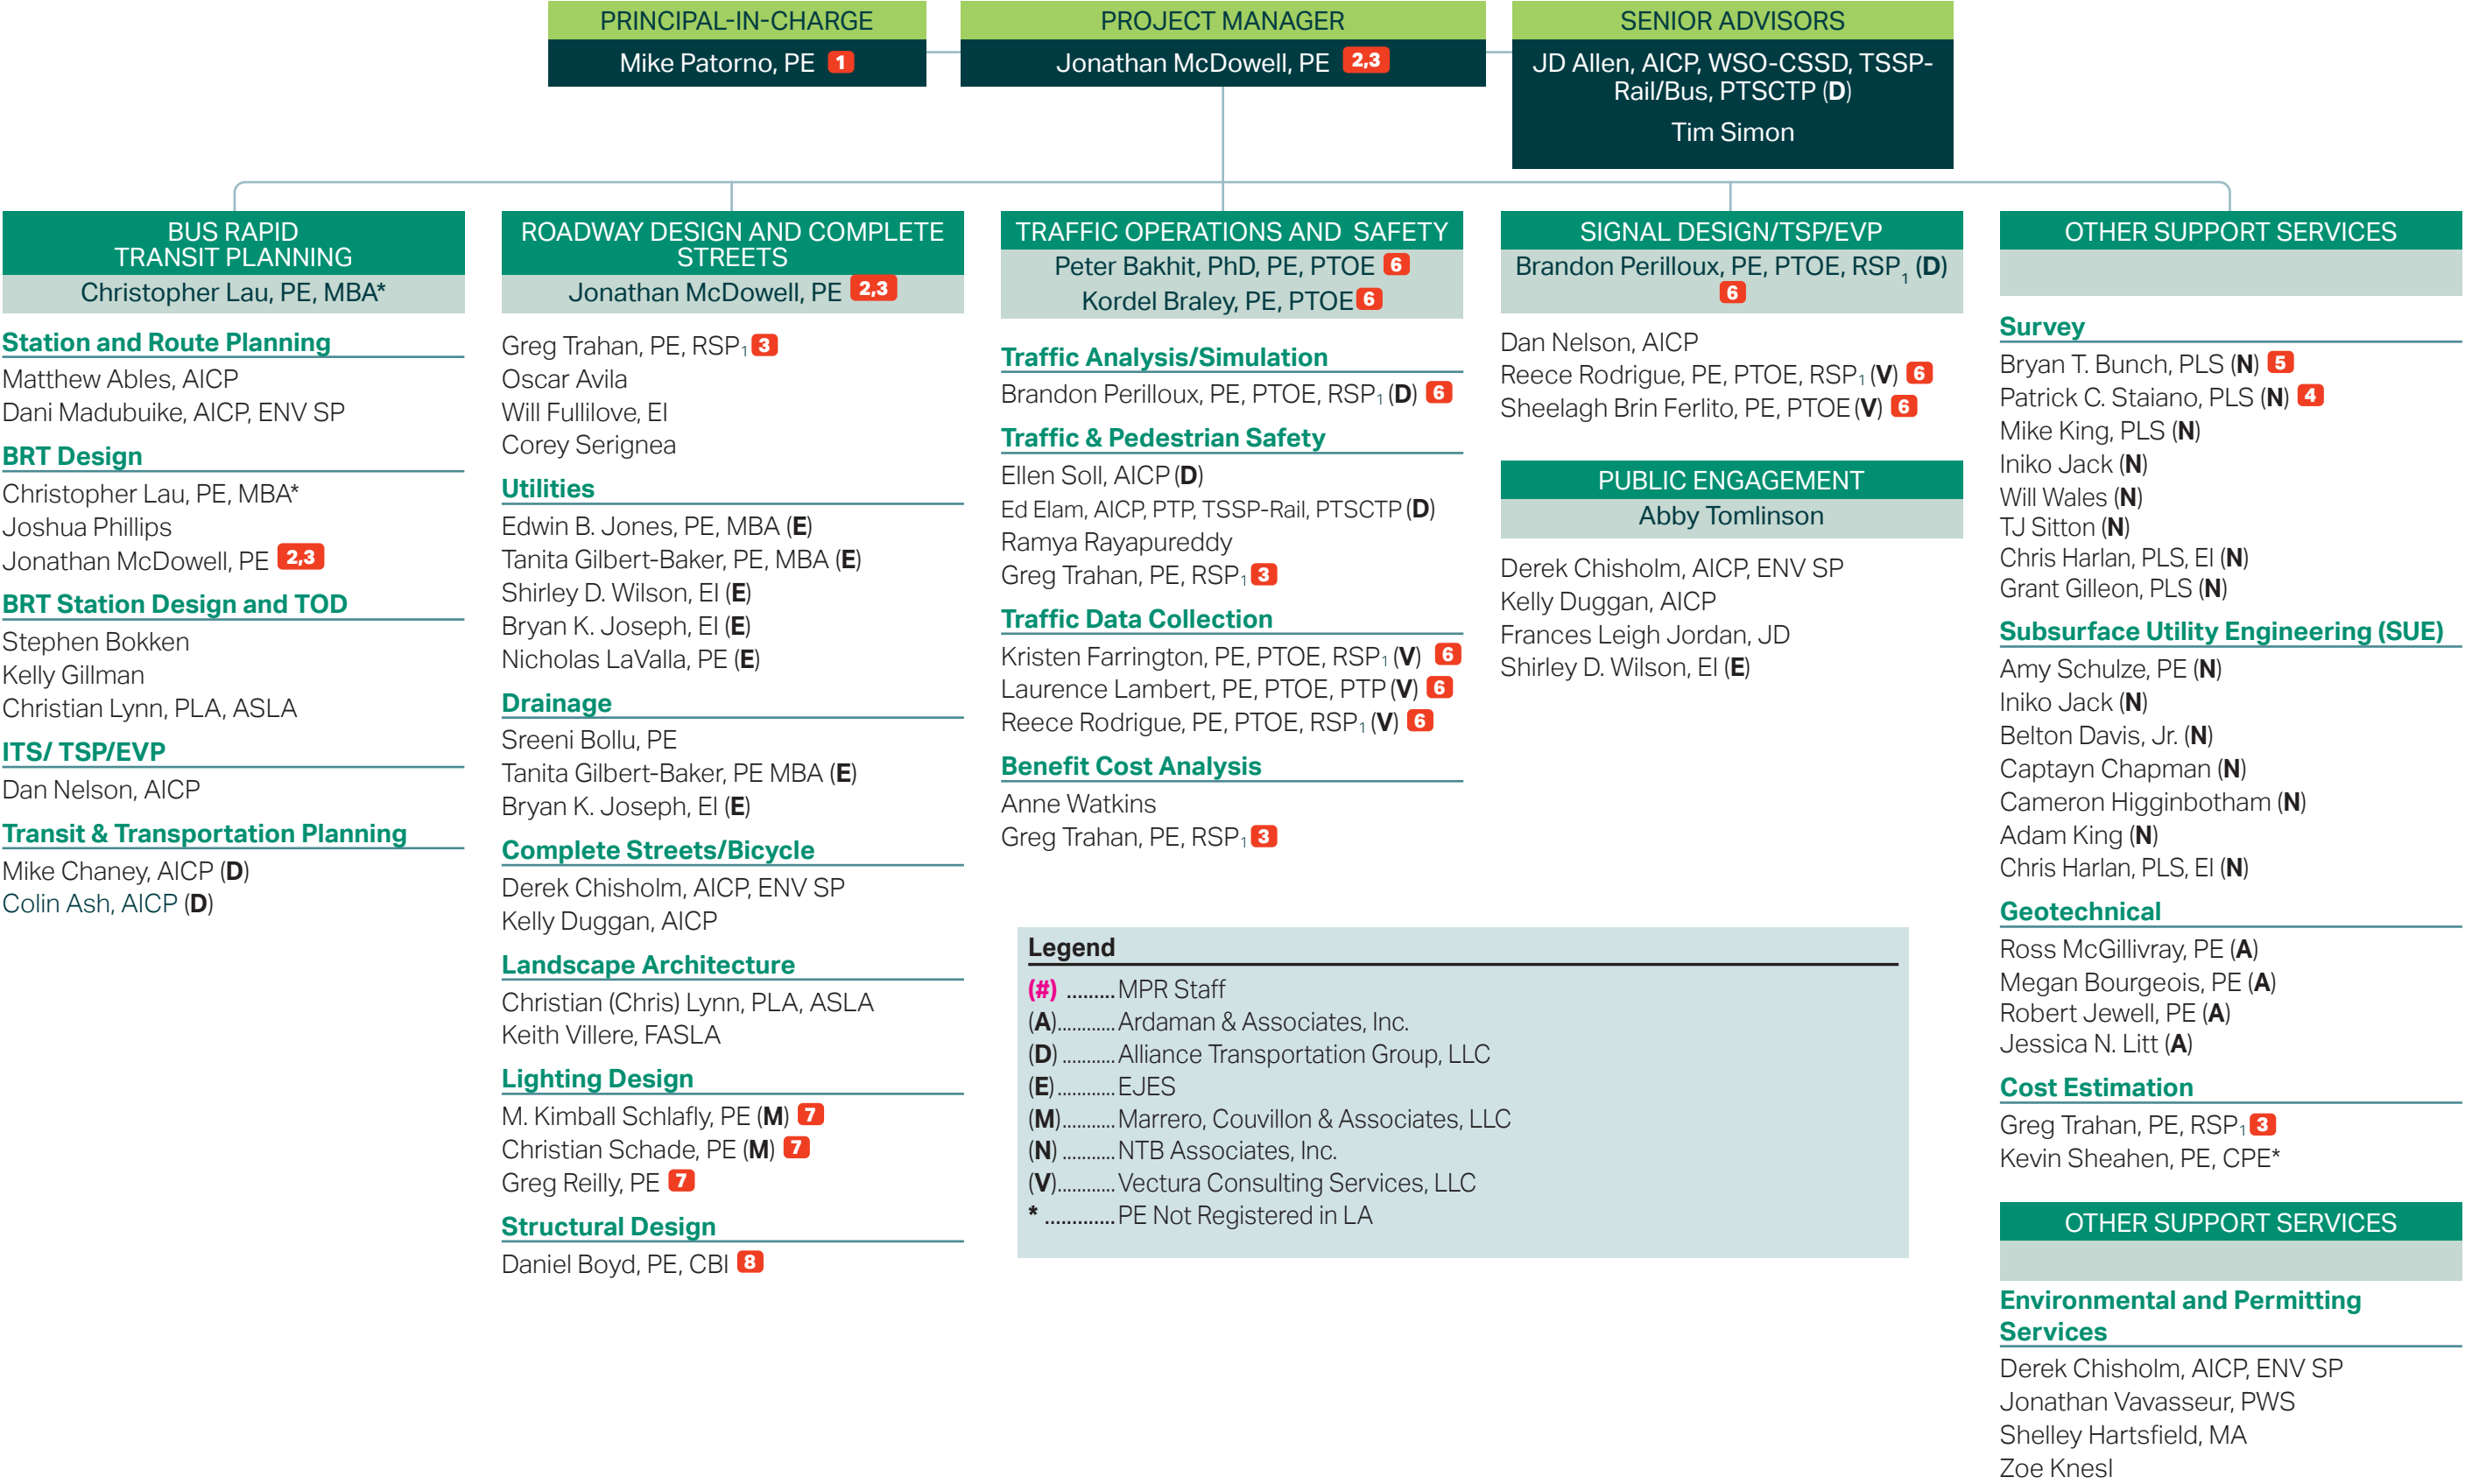 PRINCIPAL-IN-CHARGE
Mike Patorno, PE 1
PROJECT MANAGER
Jonathan McDowell, PE 2,3
SENIOR ADVISORS
JD Allen, AICP, WSO-CSSD, TSSP-
Rail/Bus, PTSCTP (D)
Tim Simon
BUS RAPID
TRANSIT PLANNING
Christopher Lau, PE, MBA*
Station and Route Planning
Matthew Ables, AICP
Dani Madubuike, AICP, ENV SP
BRT Design
Christopher Lau, PE, MBA*
Joshua Phillips
Jonathan McDowell, PE 2,3
BRT Station Design and TOD
Stephen Bokken
Kelly Gillman
Christian Lynn, PLA, ASLA
ITS/ TSP/EVP
Dan Nelson, AICP
Transit & Transportation Planning
Mike Chaney, AICP (D)
Colin Ash, AICP (D)
ROADWAY DESIGN AND COMPLETE
STREETS
Jonathan McDowell, PE 2,3
Greg Trahan, PE, RSP₁ 3
Oscar Avila
Will Fullilove, EI
Corey Serignea
Utilities
Edwin B. Jones, PE, MBA (E)
Tanita Gilbert-Baker, PE, MBA (E)
Shirley D. Wilson, EI (E)
Bryan K. Joseph, EI (E)
Nicholas LaValla, PE (E)
Drainage
Sreeni Bollu, PE
Tanita Gilbert-Baker, PE MBA (E)
Bryan K. Joseph, EI (E)
Complete Streets/Bicycle
Derek Chisholm, AICP, ENV SP
Kelly Duggan, AICP
Landscape Architecture
Christian (Chris) Lynn, PLA, ASLA
Keith Villere, FASLA
Lighting Design
M. Kimball Schlafly, PE (M) 7
Christian Schade, PE (M) 7
Greg Reilly, PE 7
Structural Design
Daniel Boyd, PE, CBI 8
TRAFFIC OPERATIONS AND SAFETY
Peter Bakhit, PhD, PE, PTOE 6
Kordel Braley, PE, PTOE 6
Traffic Analysis/Simulation
Brandon Perilloux, PE, PTOE, RSP₁ (D) 6
Traffic & Pedestrian Safety
Ellen Soll, AICP (D)
Ed Elam, AICP, PTP, TSSP-Rail, PTSCTP (D)
Ramya Rayapureddy
Greg Trahan, PE, RSP₁ 3
Traffic Data Collection
Kristen Farrington, PE, PTOE, RSP₁ (V) 6
Laurence Lambert, PE, PTOE, PTP (V) 6
Reece Rodrigue, PE, PTOE, RSP₁ (V) 6
Benefit Cost Analysis
Anne Watkins
Greg Trahan, PE, RSP₁ 3
SIGNAL DESIGN/TSP/EVP
Brandon Perilloux, PE, PTOE, RSP₁ (D)
6
Dan Nelson, AICP
Reece Rodrigue, PE, PTOE, RSP₁ (V) 6
Sheelagh Brin Ferlito, PE, PTOE (V) 6
PUBLIC ENGAGEMENT
Abby Tomlinson
Derek Chisholm, AICP, ENV SP
Kelly Duggan, AICP
Frances Leigh Jordan, JD
Shirley D. Wilson, EI (E)
OTHER SUPPORT SERVICES
Survey
Bryan T. Bunch, PLS (N) 5
Patrick C. Staiano, PLS (N) 4
Mike King, PLS (N)
Iniko Jack (N)
Will Wales (N)
TJ Sitton (N)
Chris Harlan, PLS, EI (N)
Grant Gilleon, PLS (N)
Subsurface Utility Engineering (SUE)
Amy Schulze, PE (N)
Iniko Jack (N)
Belton Davis, Jr. (N)
Captayn Chapman (N)
Cameron Higginbotham (N)
Adam King (N)
Chris Harlan, PLS, EI (N)
Geotechnical
Ross McGillivray, PE (A)
Megan Bourgeois, PE (A)
Robert Jewell, PE (A)
Jessica N. Litt (A)
Cost Estimation
Greg Trahan, PE, RSP₁ 3
Kevin Sheahen, PE, CPE*
OTHER SUPPORT SERVICES
Environmental and Permitting
Services
Derek Chisholm, AICP, ENV SP
Jonathan Vavasseur, PWS
Shelley Hartsfield, MA
Zoe Knesl
Legend
(#) .........MPR Staff
(A)............Ardaman & Associates, Inc.
(D) ...........Alliance Transportation Group, LLC
(E)............EJES
(M)...........Marrero, Couvillon & Associates, LLC
(N) ...........NTB Associates, Inc.
(V)............Vectura Consulting Services, LLC
* .............PE Not Registered in LA